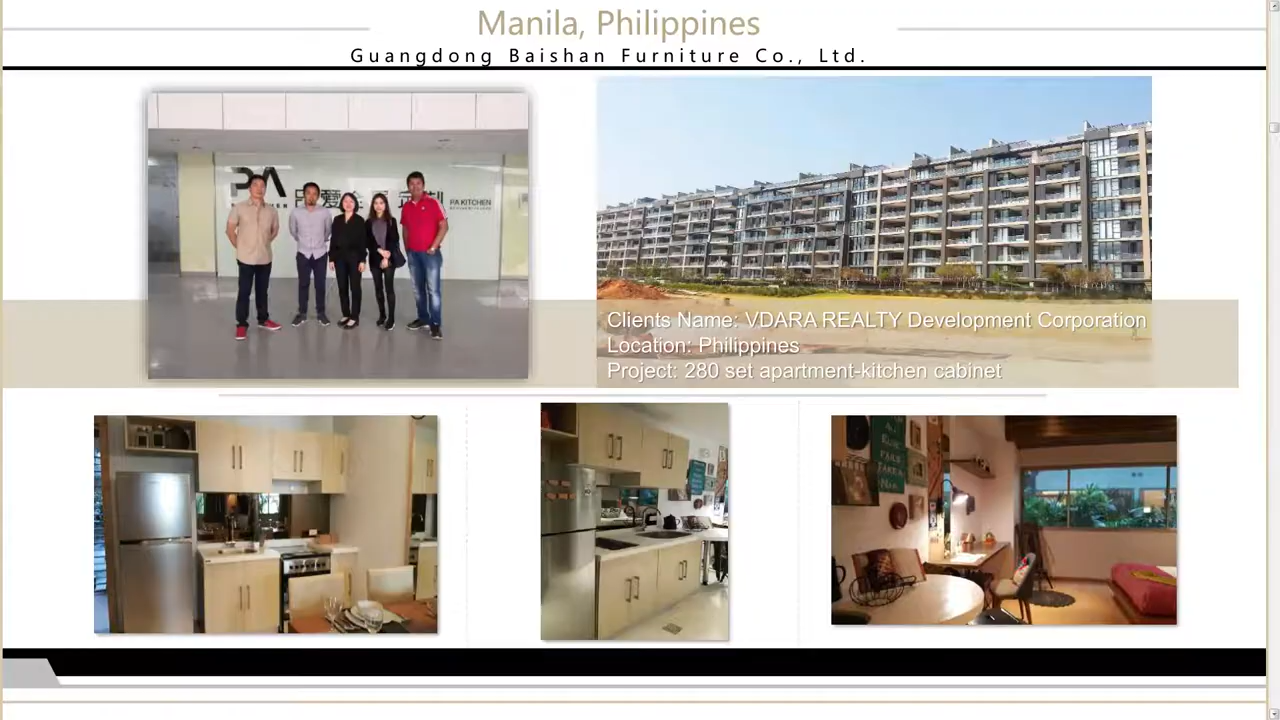 Manila, Philippines
Guangdong Baishan Furniture Co., Ltd.
PA KITCHEN
Clients Name: VDARA REALTY Development Corporation
Location: Philippines
Project: 280 set apartment-kitchen cabinet